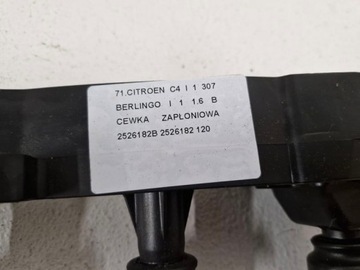 71.CITROEN C4 I 1 307
BERLINGO I 1 1.6 B
CEWKA ZAPŁONIOWA
2526182B 2526182 120